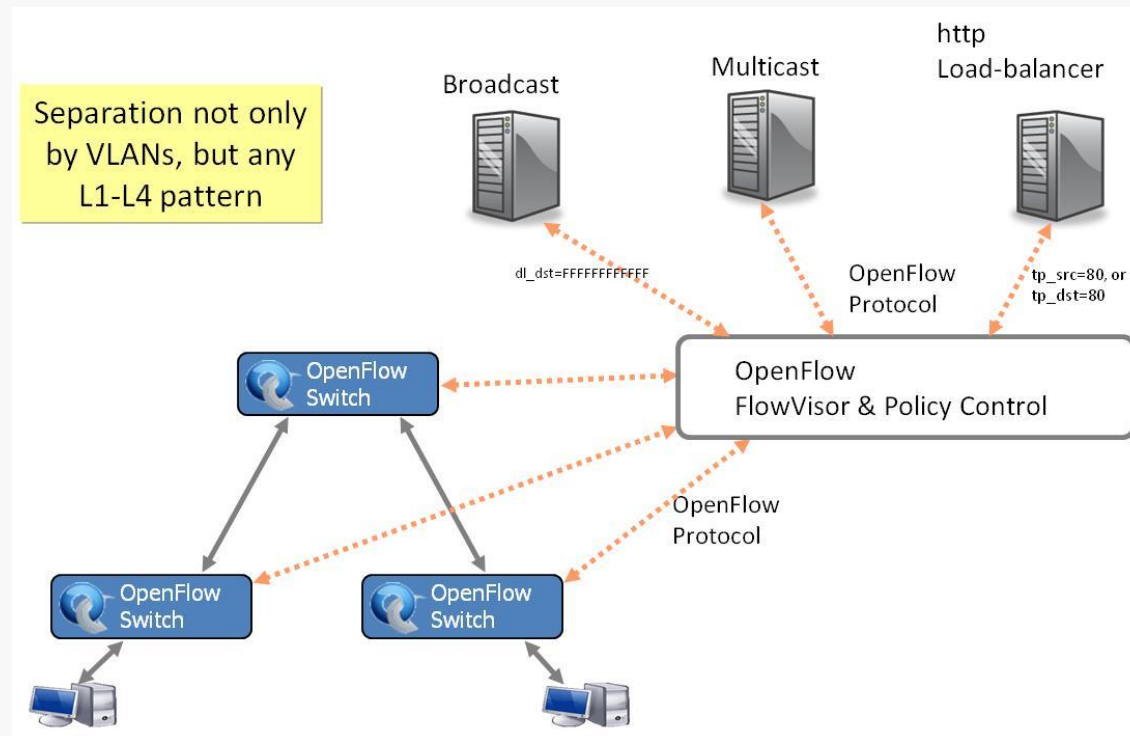 http
Load-balancer
Multicast
Broadcast
Separation not only
by VLANs, but any
L1-L4 pattern
dl_dst=FFFFFFFFFFFF
OpenFlow
Protocol
tp_src=80, or
tp_dst=80
OpenFlow
Switch
OpenFlow
FlowVisor & Policy Control
OpenFlow
Protocol
OpenFlow
Switch
OpenFlow
Switch